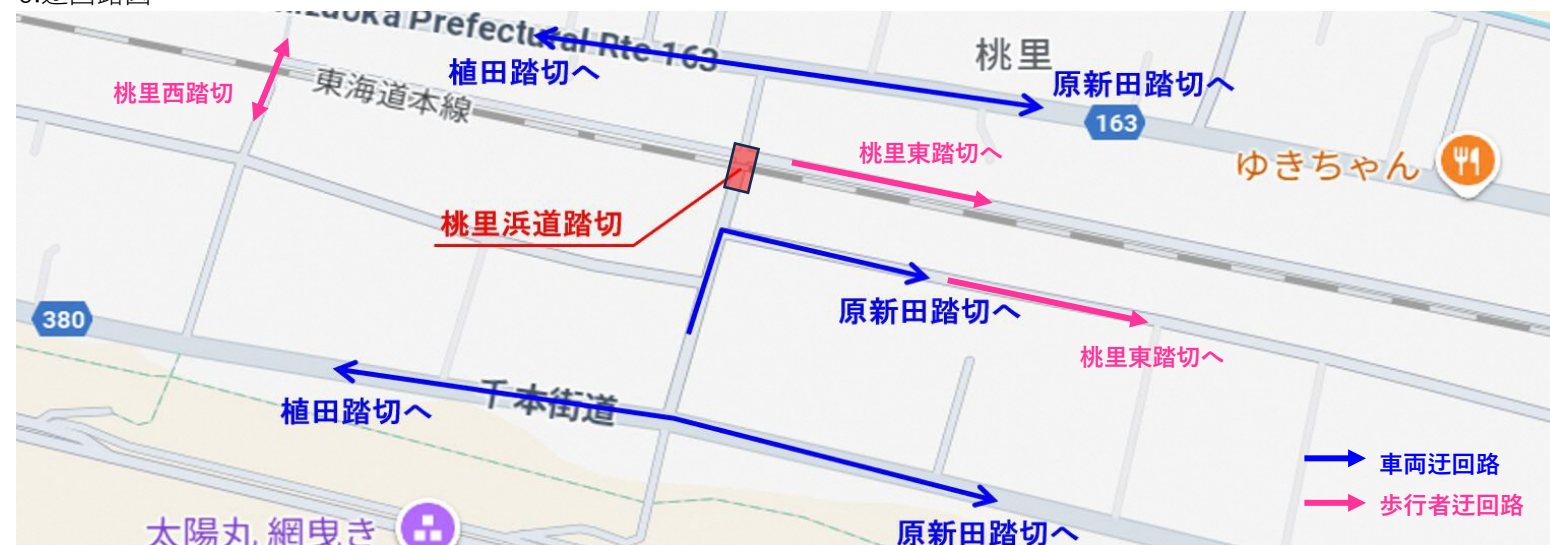 Prefectural Rte 163
桃里
植田踏切へ
原新田踏切へ
桃里西踏切
東海道本線
163
桃里東踏切へ
ゆきちゃん
桃里浜道踏切
原新田踏切へ
380
桃里東踏切へ
千本街道
植田踏切へ
車両迂回路
歩行者迂回路
原新田踏切へ
太陽丸 網曳き